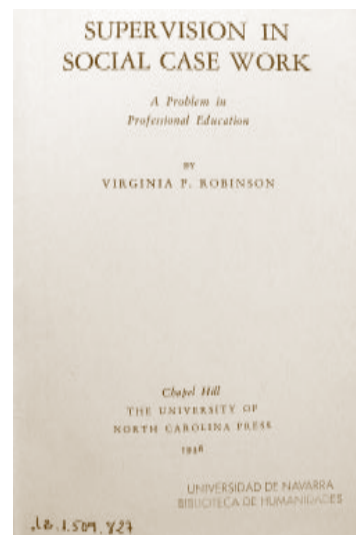 SUPERVISION IN
SOCIAL CASE WORK
A Problem in
Professional Education
BY
VIRGINIA P. ROBINSON
Chapel Hill
THE UNIVERSITY OF
NORTH CAROLINA PRESS
UNIVERSIDAD DE NAVARRA
BIBLIOTECA DE HUMANIDADES